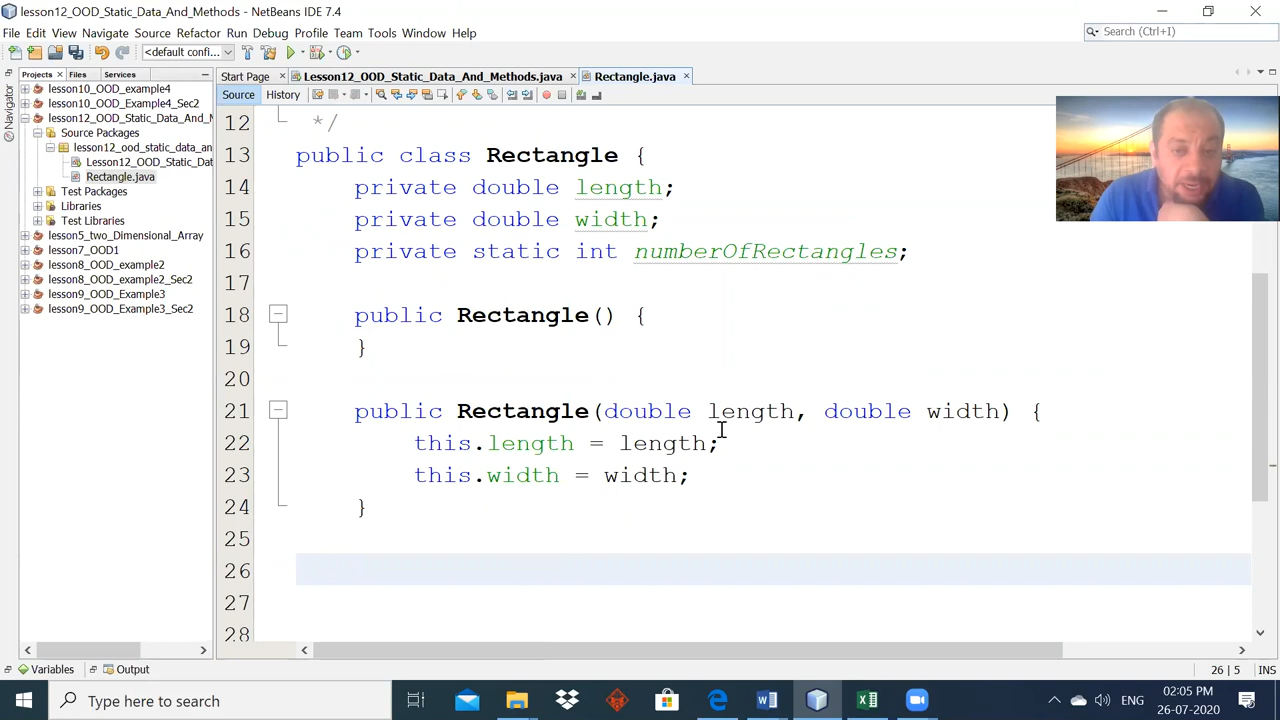 lesson12_OOD_Static_Data_And_Methods - NetBeans IDE 7.4
File Edit View Navigate Source Refactor Run Debug Profile Team Tools Window Help
Search (Ctrl+I)
<default confi...
Projects Files Services
Start Page Lesson12_OOD_Static_Data_And_Methods.java Rectangle.java
Source History
Navigator
lesson10_OOD_example4
lesson10_OOD_Example4_Sec2
lesson12_OOD_Static_Data_And_M
Source Packages
lesson12_ood_static_data_an
Lesson12_OOD_Static_Dat
Rectangle.java
Test Packages
Libraries
Test Libraries
lesson5_two_Dimensional_Array
lesson7_OOD1
lesson8_OOD_example2
lesson8_OOD_example2_Sec2
lesson9_OOD_Example3
lesson9_OOD_Example3_Sec2
12 */
13 public class Rectangle {
14 private double length;
15 private double width;
16 private static int numberOfRectangles;
17
18 public Rectangle() {
19 }
20
21 public Rectangle(double length, double width) {
22 this.length = length;
23 this.width = width;
24 }
25
26
27
28
Variables Output
26 | 5 INS
Type here to search
ENG
02:05 PM
26-07-2020